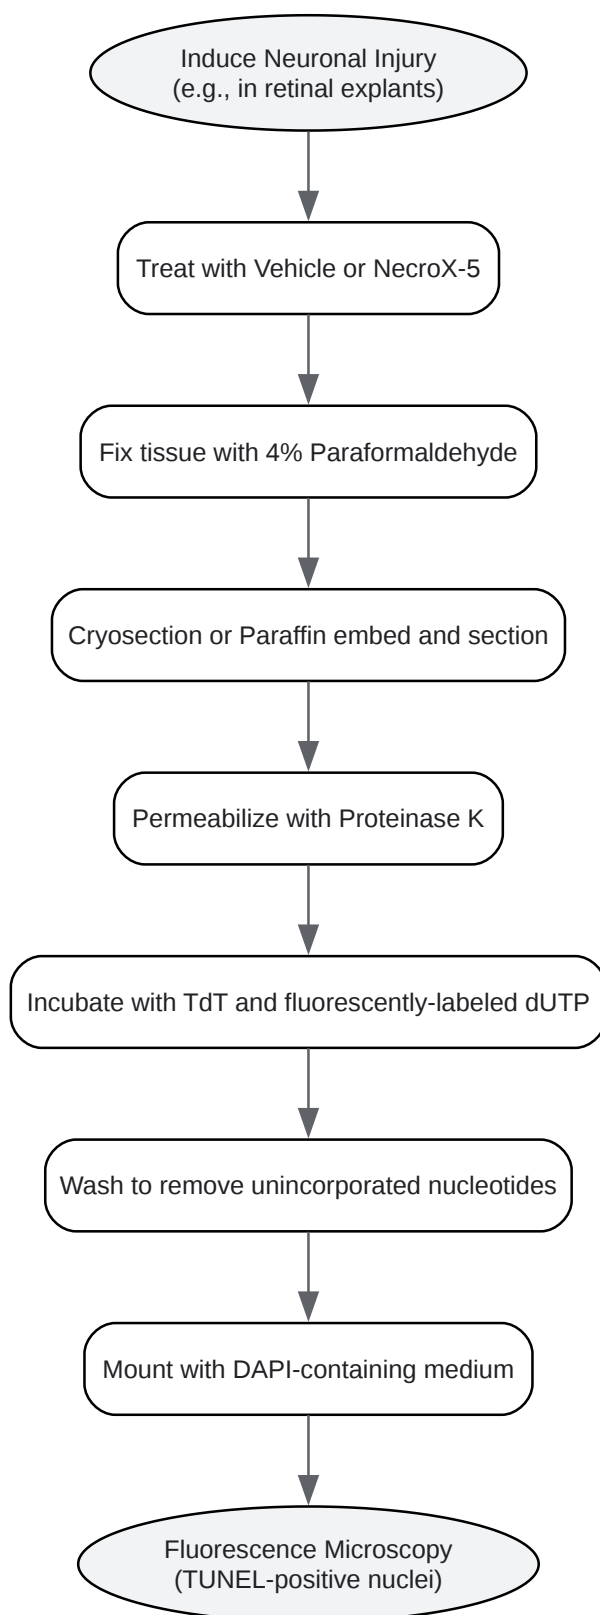 Induce Neuronal Injury
(e.g., in retinal explants)
Treat with Vehicle or NecroX-5
Fix tissue with 4% Paraformaldehyde
Cryosection or Paraffin embed and section
Permeabilize with Proteinase K
Incubate with TdT and fluorescently-labeled dUTP
Wash to remove unincorporated nucleotides
Mount with DAPI-containing medium
Fluorescence Microscopy
(TUNEL-positive nuclei)